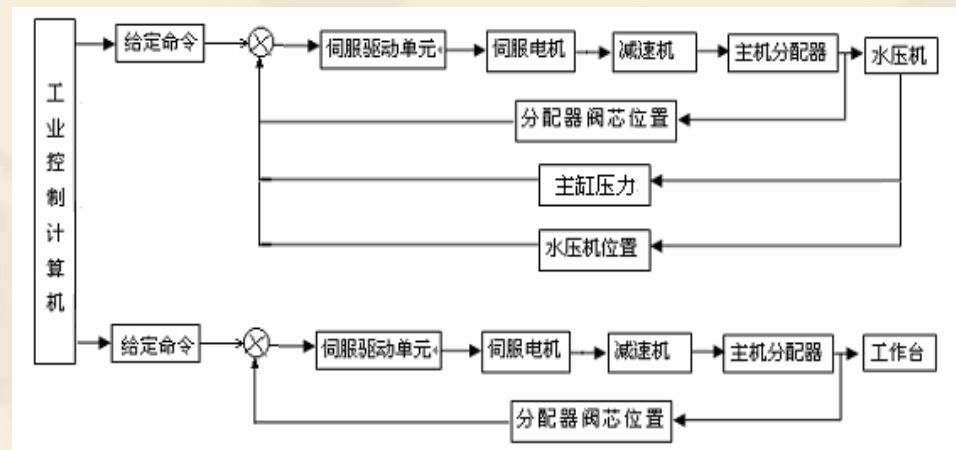 工业控制计算机
给定命令
伺服驱动单元
伺服电机
减速机
主机分配器
水压机
分配器阀芯位置
主缸压力
水压机位置
给定命令
伺服驱动单元
伺服电机
减速机
主机分配器
工作台
分配器阀芯位置